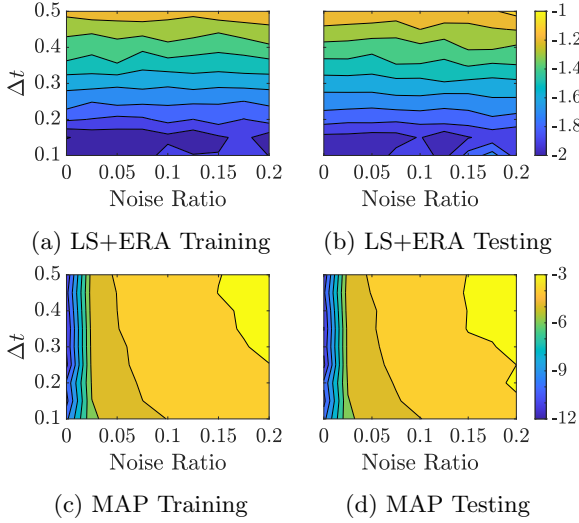 0.5
0.4
0.3
0.2
0.1
Δt
0 0.05 0.1 0.15 0.2
Noise Ratio
(a) LS+ERA Training
0 0.05 0.1 0.15 0.2
Noise Ratio
(b) LS+ERA Testing
-1
-1.2
-1.4
-1.6
-1.8
-2
0.5
0.4
0.3
0.2
0.1
Δt
0 0.05 0.1 0.15 0.2
Noise Ratio
(c) MAP Training
0 0.05 0.1 0.15 0.2
Noise Ratio
(d) MAP Testing
-3
-6
-9
-12